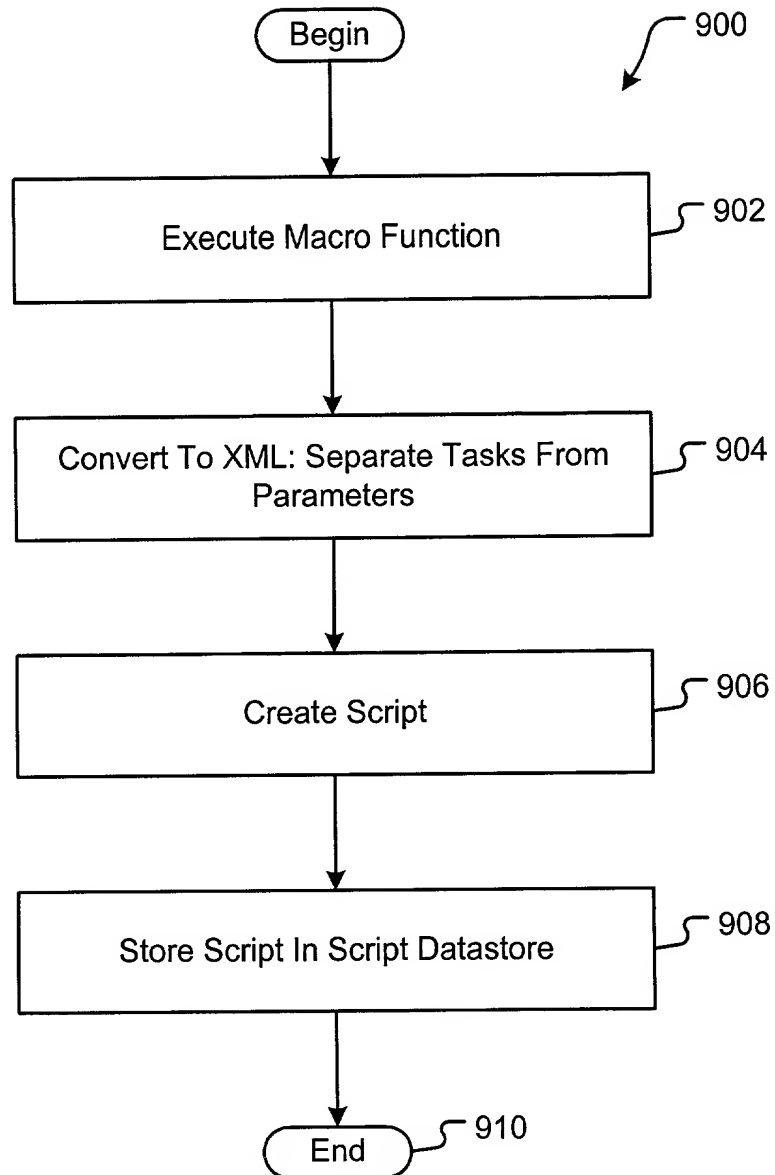 Begin
900
Execute Macro Function
902
Convert To XML: Separate Tasks From
Parameters
904
Create Script
906
Store Script In Script Datastore
908
End
910